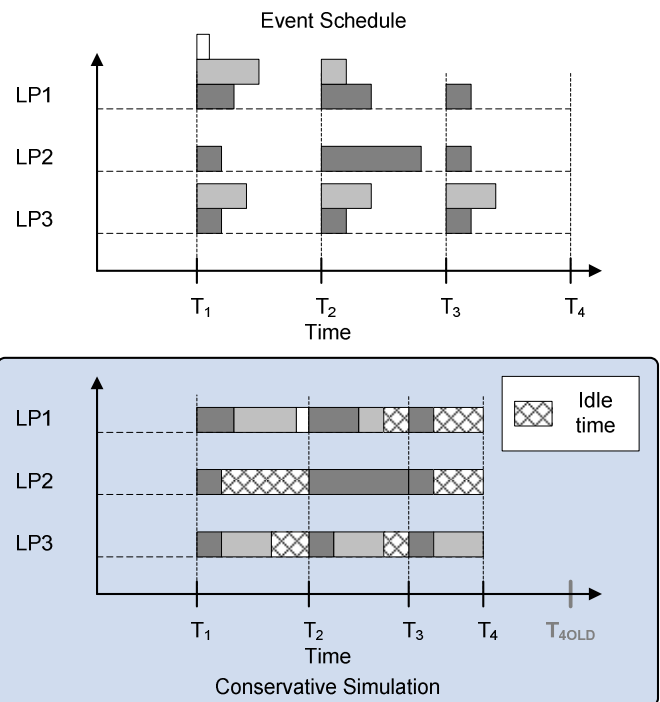 Event Schedule
LP1
LP2
LP3
T1 T2 T3 T4
Time
Idle
time
LP1
LP2
LP3
T1 T2 T3 T4 T4OLD
Time
Conservative Simulation